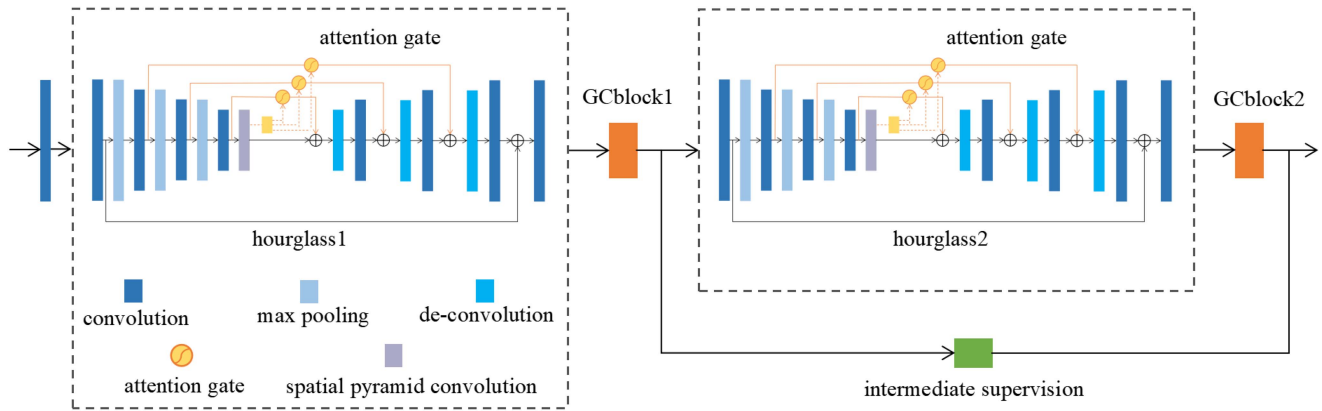 attention gate
attention gate
GCblock1
GCblock2
hourglass1
hourglass2
convolution
max pooling
de-convolution
attention gate
spatial pyramid convolution
intermediate supervision